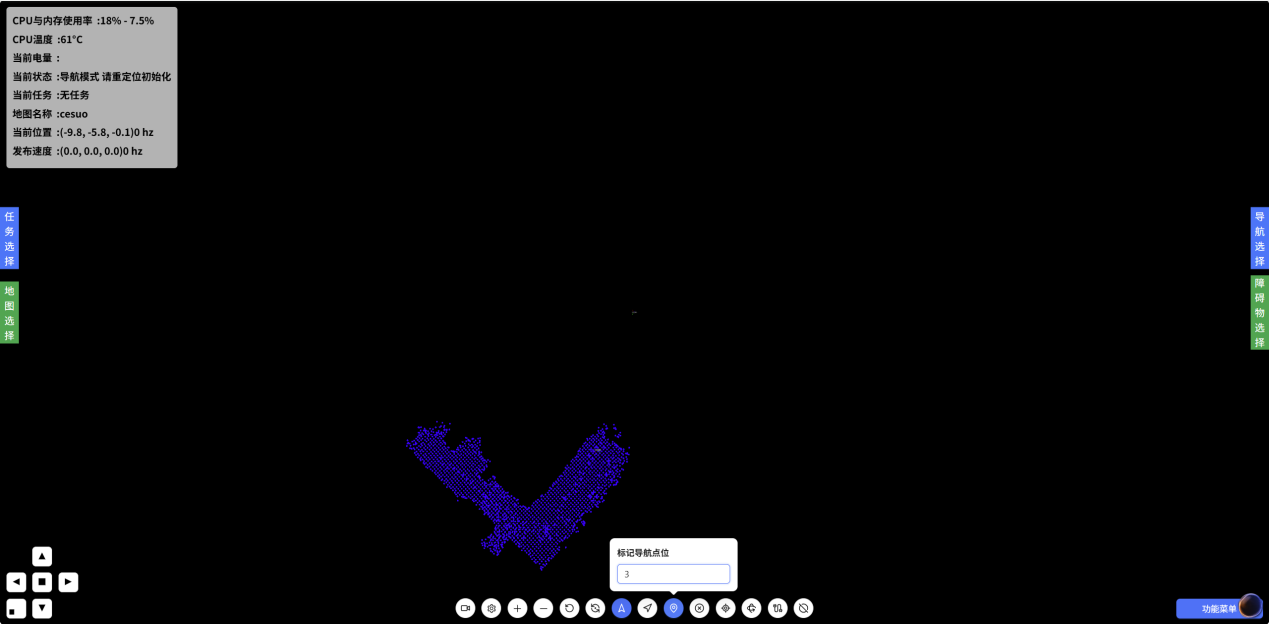 CPU与内存使用率 :18% - 7.5%
CPU温度 :61°C
当前电量 :
当前状态 :导航模式 请重定位初始化
当前任务 :无任务
地图名称 :cesuo
当前位置 :(-9.8, -5.8, -0.1)0 hz
发布速度 :(0.0, 0.0, 0.0)0 hz
任务选择
导航选择
地图选择
障碍物选择
标记导航点位
3
功能菜单